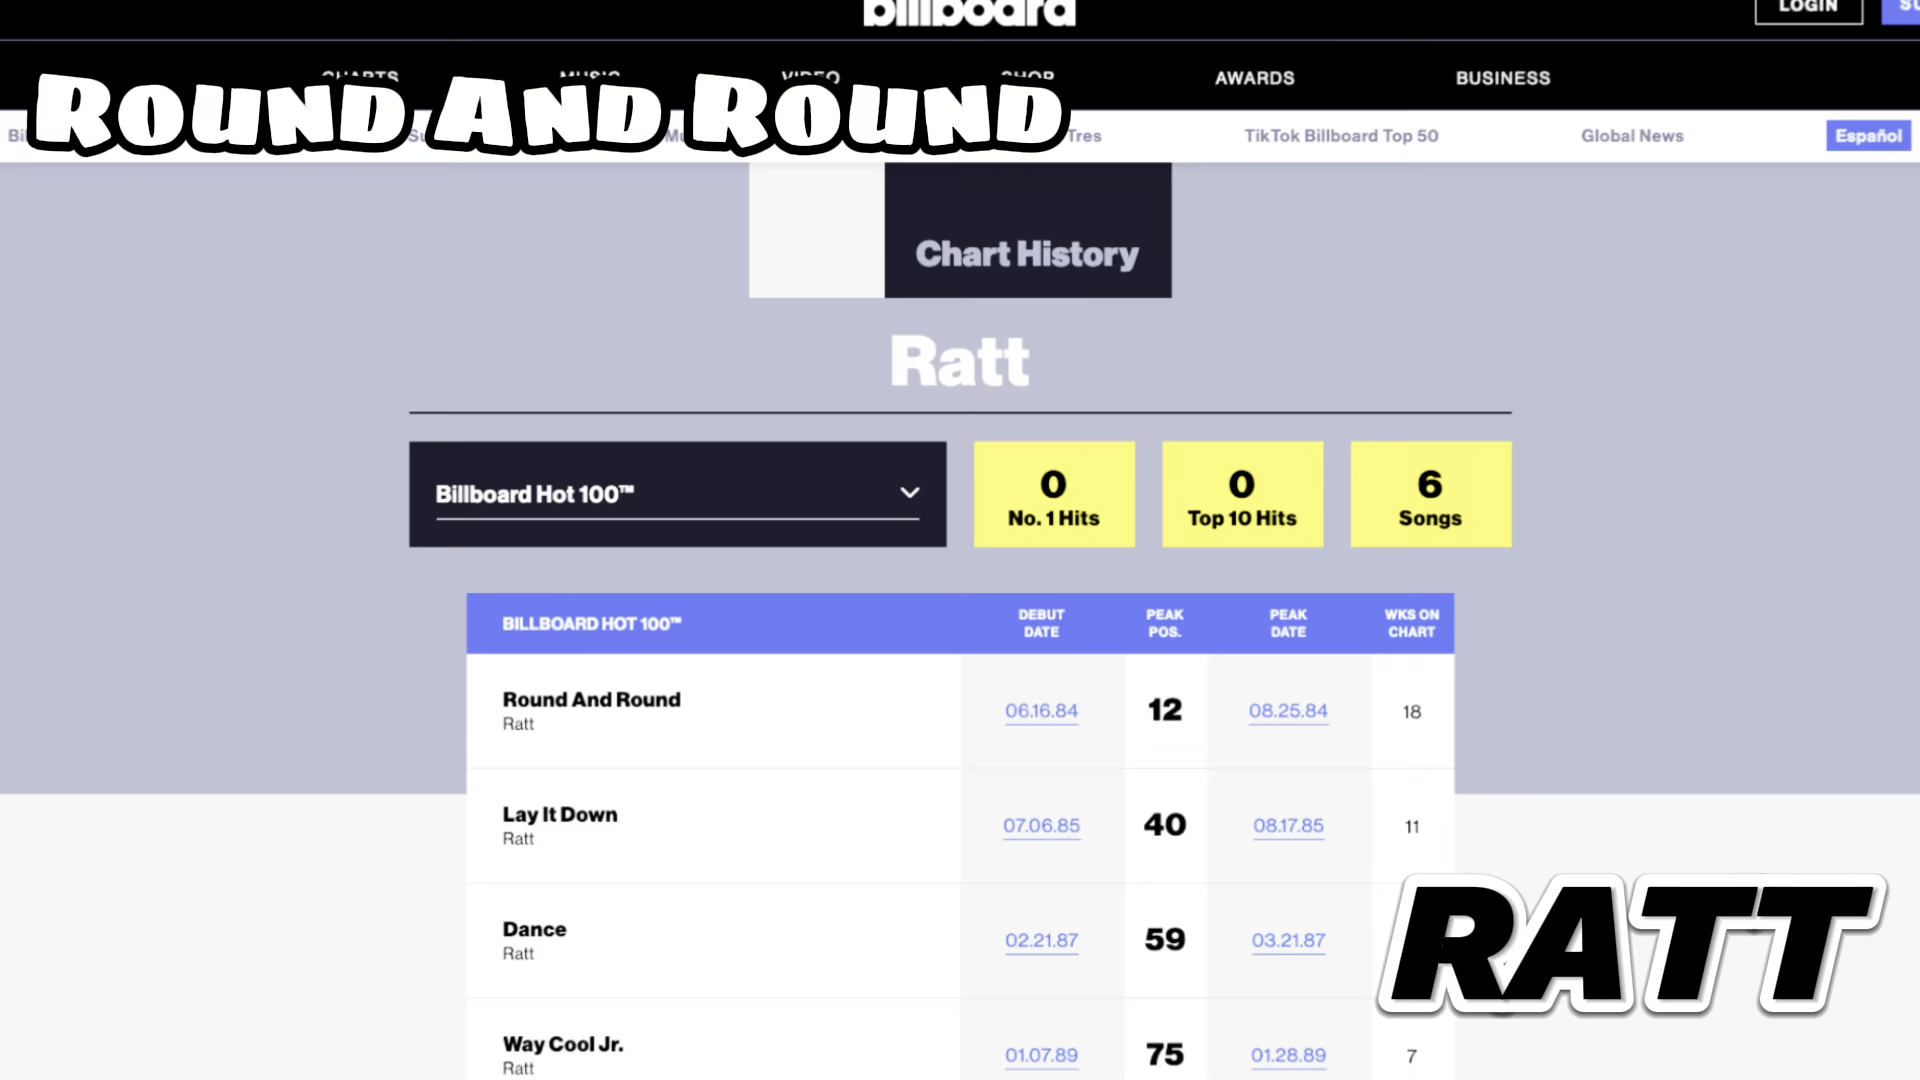 billboard
LOGIN
CHARTS MUSIC VIDEO SHOP AWARDS BUSINESS
Round And Round
Tres TikTok Billboard Top 50 Global News Español
Chart History
Ratt
Billboard Hot 100™
0 No. 1 Hits
0 Top 10 Hits
6 Songs
BILLBOARD HOT 100™ DEBUT DATE PEAK POS. PEAK DATE WKS ON CHART
Round And Round
Ratt
06.16.84 12 08.25.84 18
Lay It Down
Ratt
07.06.85 40 08.17.85 11
Dance
Ratt
02.21.87 59 03.21.87
RATT
Way Cool Jr.
Ratt
01.07.89 75 01.28.89 7